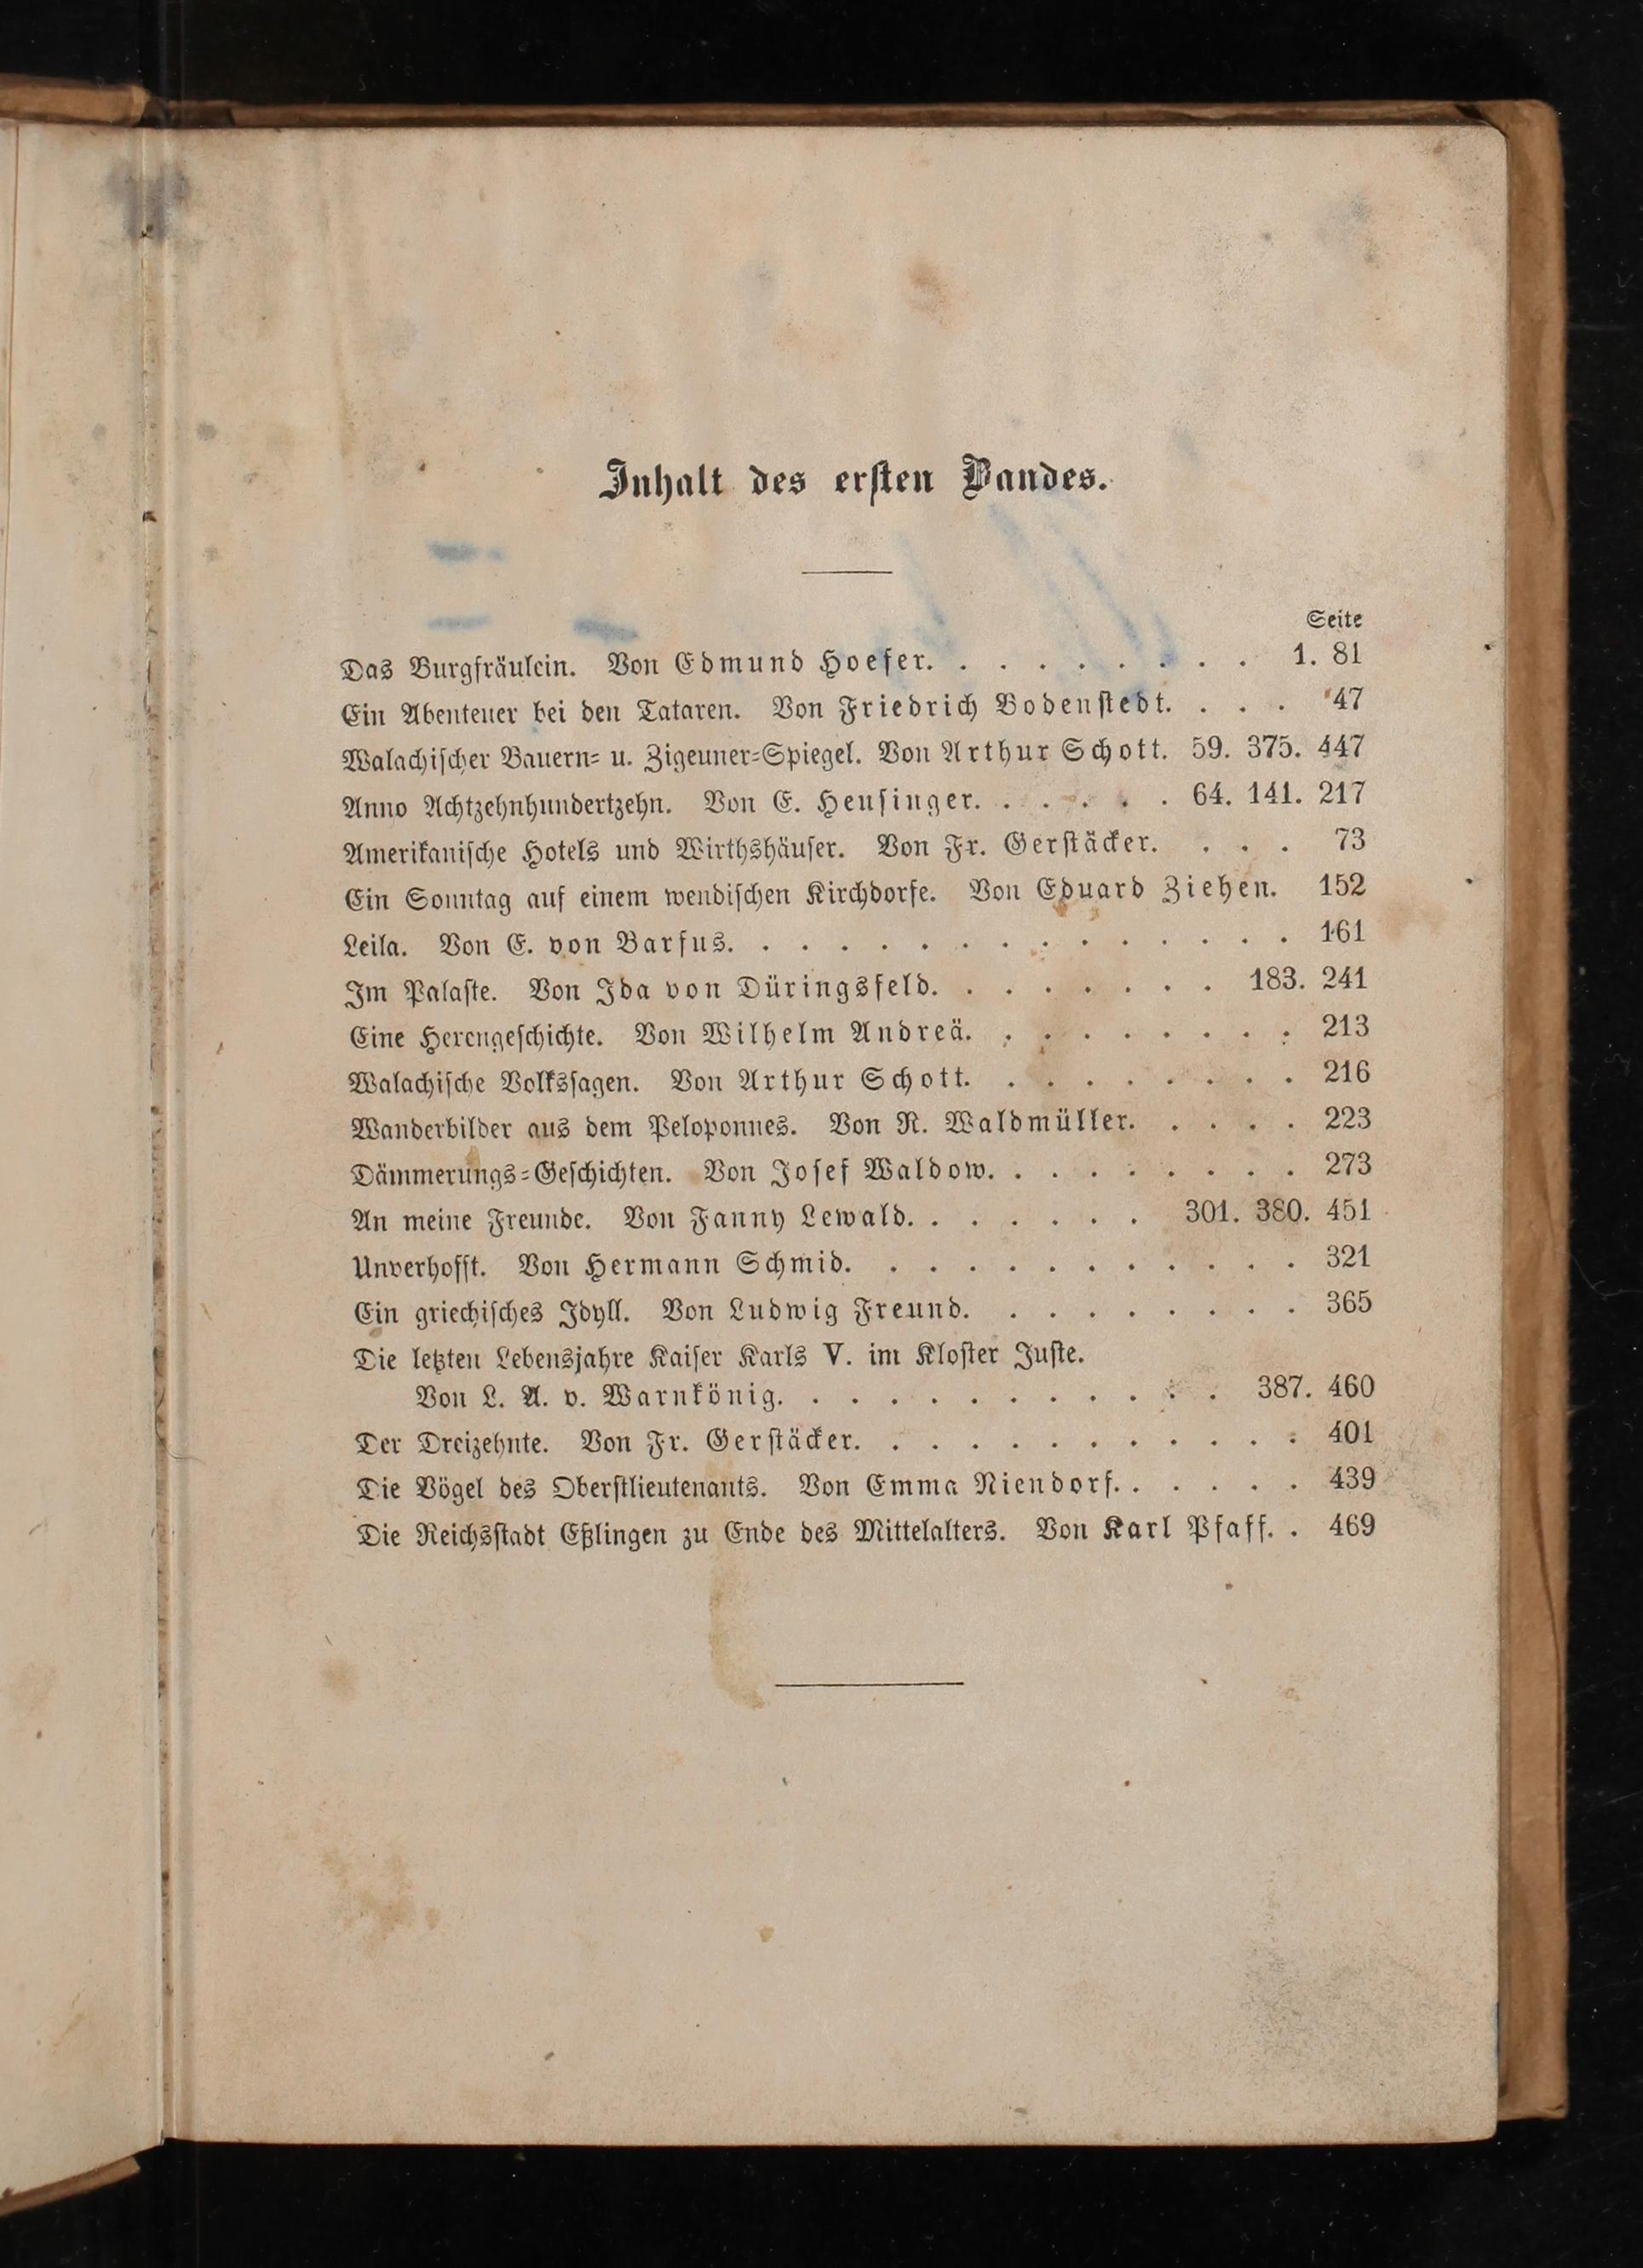 Inhalt des ersten Bandes.
Seite
Das Burgfräulein. Von Edmund Hoefer. . . . . . . . . 1. 81
Ein Abenteuer bei den Tataren. Von Friedrich Bodenstedt. . . . 47
Walachischer Bauern- u. Zigeuner-Spiegel. Von Arthur Schott. 59. 375. 447
Anno Achtzehnhundertzehn. Von E. Heusinger. . . . . . 64. 141. 217
Amerikanische Hotels und Wirthshäuser. Von Fr. Gerstäcker. . . . 73
Ein Sonntag auf einem wendischen Kirchdorfe. Von Eduard Ziehen. 152
Leila. Von E. von Barfus. . . . . . . . . . . . . . . 161
Im Palaste. Von Ida von Düringsfeld. . . . . . . . 183. 241
Eine Hexengeschichte. Von Wilhelm Andreä. . . . . . . . . 213
Walachische Volkssagen. Von Arthur Schott. . . . . . . . . 216
Wanderbilder aus dem Peloponnes. Von R. Waldmüller. . . . . 223
Dämmerungs-Geschichten. Von Josef Waldow. . . . . . . . . 273
An meine Freunde. Von Fanny Lewald. . . . . . . 301. 380. 451
Unverhofft. Von Hermann Schmid. . . . . . . . . . . . 321
Ein griechisches Idyll. Von Ludwig Freund. . . . . . . . . 365
Die letzten Lebensjahre Kaiser Karls V. im Kloster Juste.
Von L. A. v. Warnkönig. . . . . . . . . . . . 387. 460
Der Dreizehnte. Von Fr. Gerstäcker. . . . . . . . . . . . 401
Die Vögel des Oberstlieutenants. Von Emma Niendorf. . . . . . 439
Die Reichsstadt Eßlingen zu Ende des Mittelalters. Von Karl Pfaff. . 469